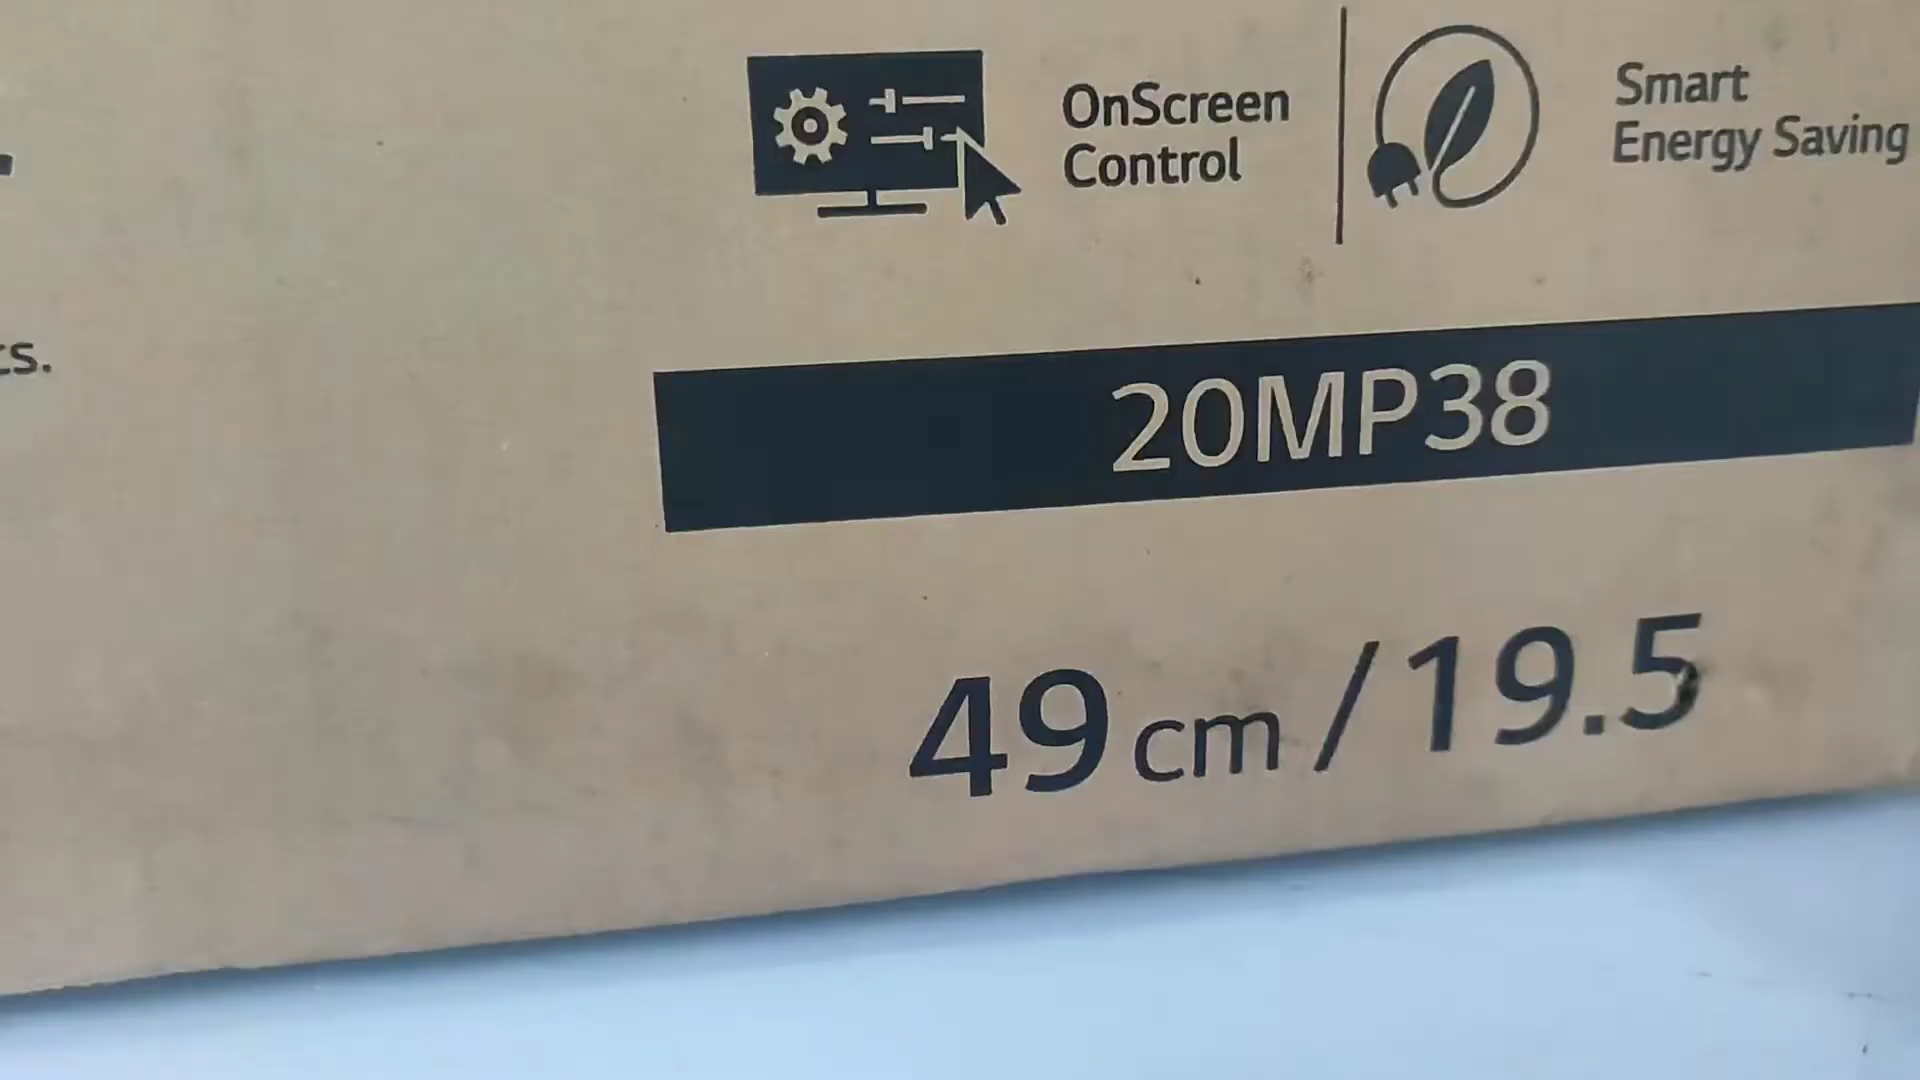 OnScreen
Control
Smart
Energy Saving
20MP38
49cm/19.5